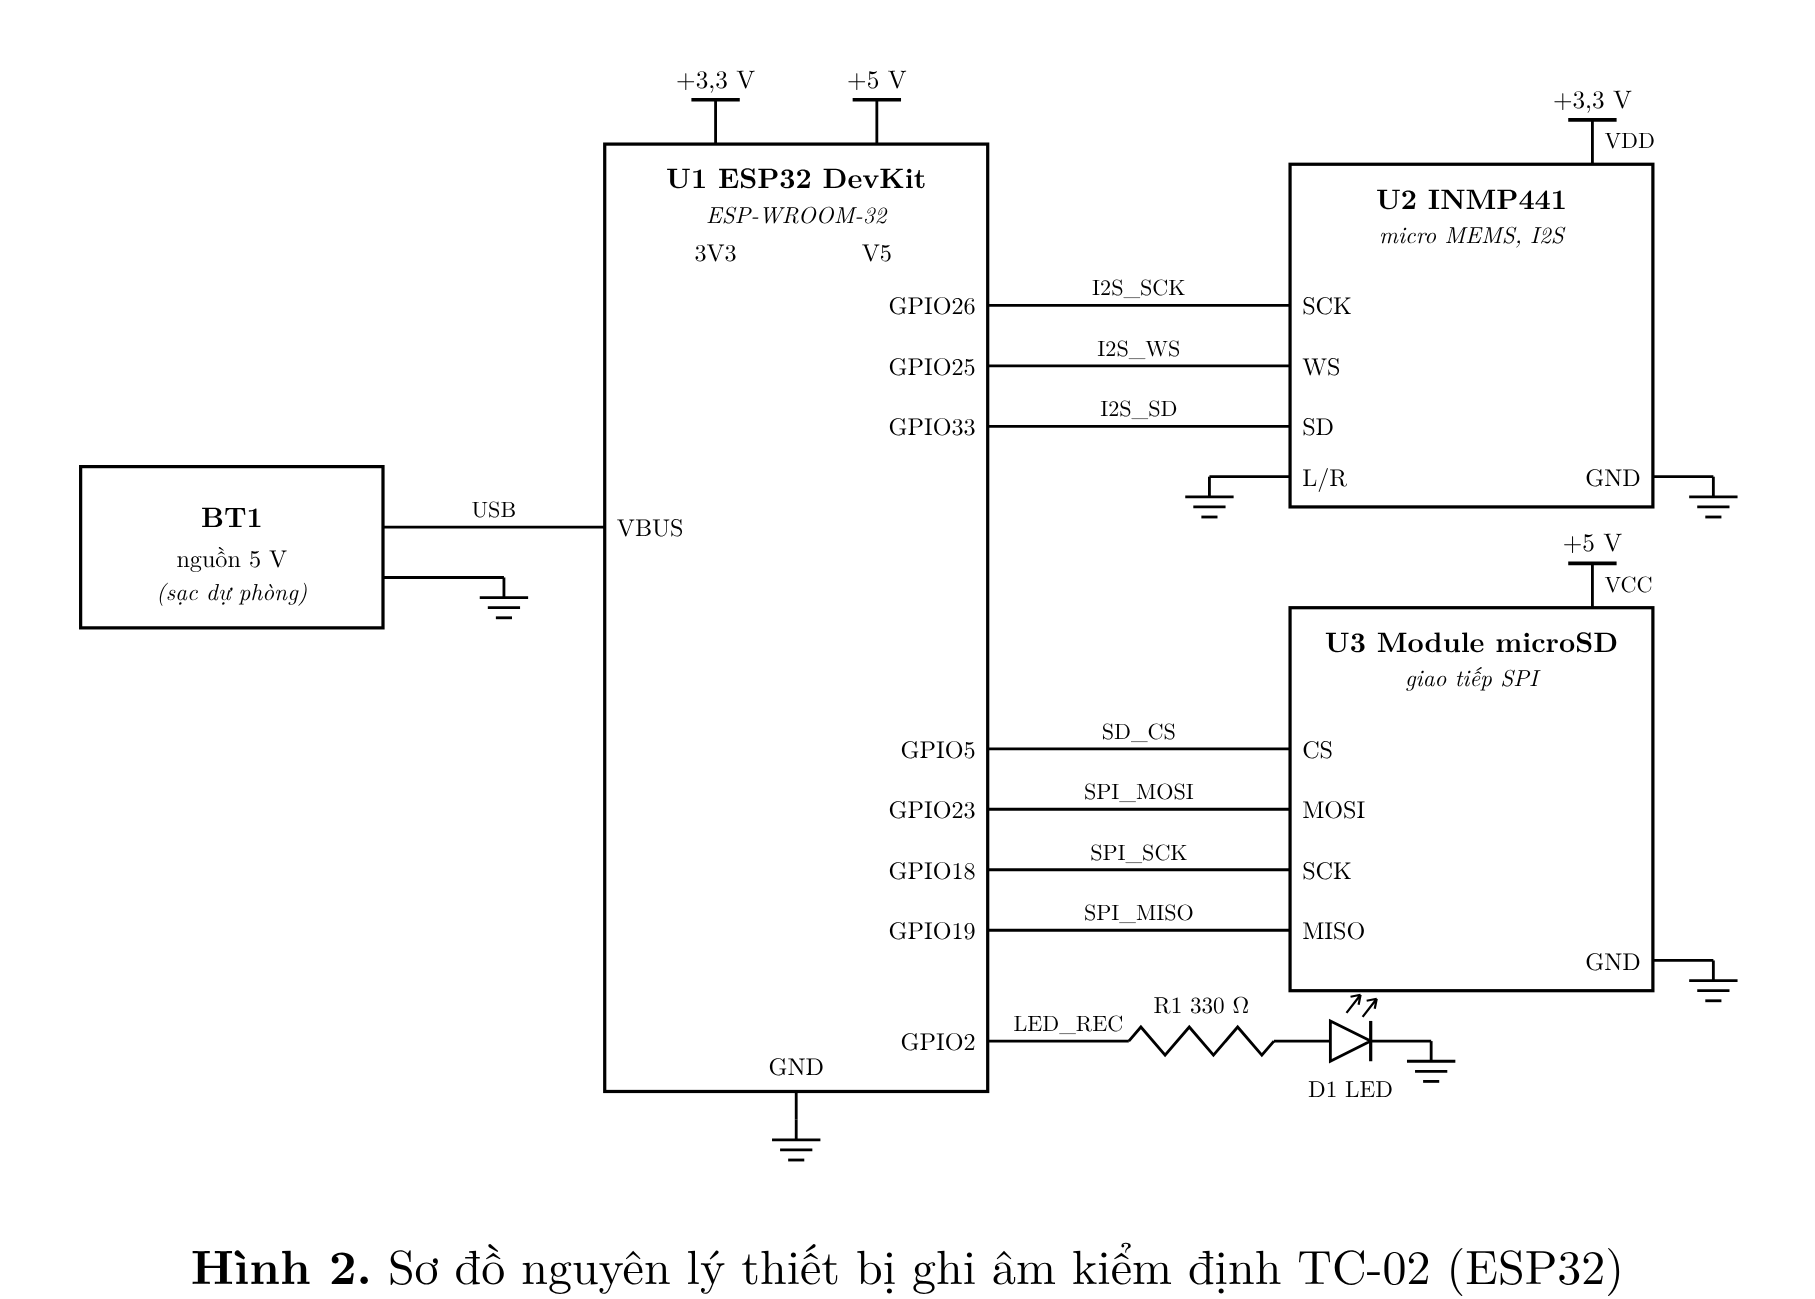 +3,3 V
+5 V
U1 ESP32 DevKit
ESP-WROOM-32
3V3
V5
GPIO26
GPIO25
GPIO33
VBUS
GPIO5
GPIO23
GPIO18
GPIO19
GPIO2
GND
BT1
nguồn 5 V
(sạc dự phòng)
USB
I2S_SCK
I2S_WS
I2S_SD
+3,3 V
VDD
U2 INMP441
micro MEMS, I2S
SCK
WS
SD
L/R
GND
+5 V
VCC
U3 Module microSD
giao tiếp SPI
SD_CS
SPI_MOSI
SPI_SCK
SPI_MISO
CS
MOSI
SCK
MISO
GND
LED_REC
R1 330 Ω
D1 LED
Hình 2. Sơ đồ nguyên lý thiết bị ghi âm kiểm định TC-02 (ESP32)